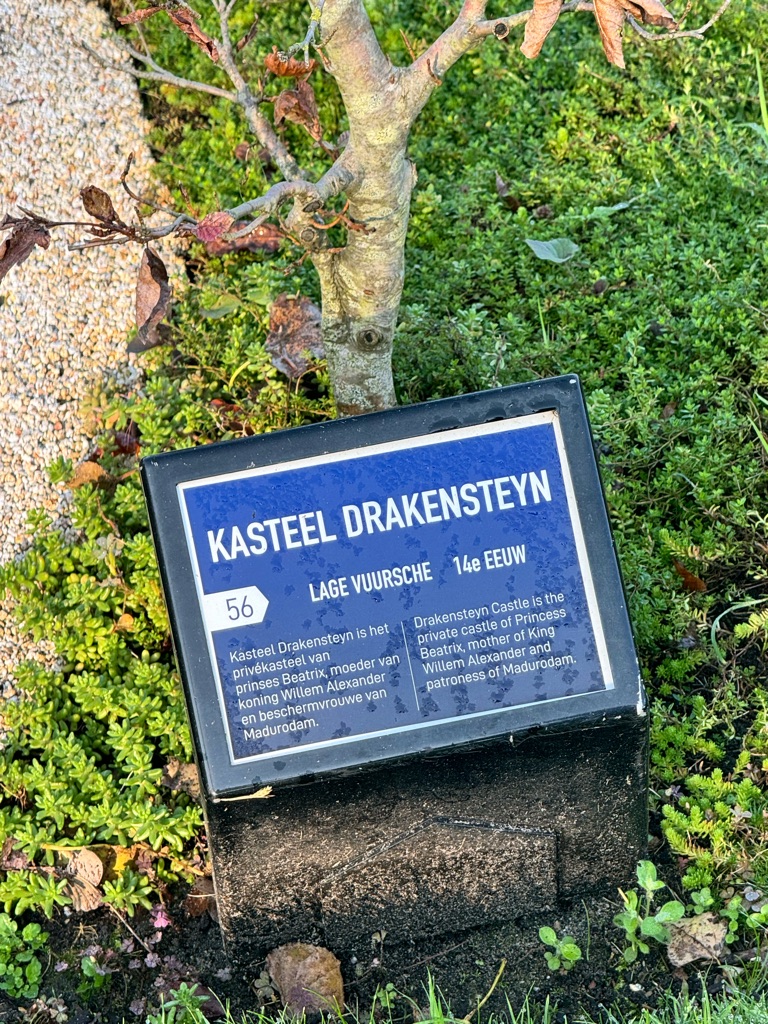 KASTEEL DRAKENSTEYN
LAGE VUURSCHE 14e EEUW
56
Kasteel Drakensteyn is het
privékasteel van
prinses Beatrix, moeder van
koning Willem Alexander
en beschermvrouwe van
Madurodam.
Drakensteyn Castle is the
private castle of Princess
Beatrix, mother of King
Willem Alexander and
patroness of Madurodam.